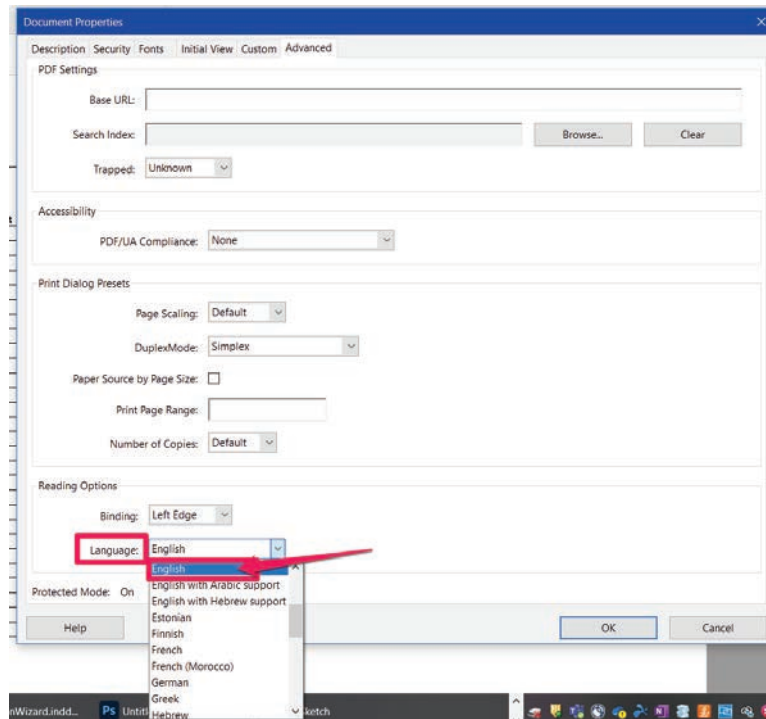 Document Properties
Description Security Fonts Initial View Custom Advanced
PDF Settings
Base URL:
Search Index: Browse... Clear
Trapped: Unknown
Accessibility
PDF/UA Compliance: None
Print Dialog Presets
Page Scaling: Default
DuplexMode: Simplex
Paper Source by Page Size:
Print Page Range:
Number of Copies: Default
Reading Options
Binding: Left Edge
Language: English
English
English with Arabic support
Protected Mode: On
English with Hebrew support
Estonian
Help Finnish OK Cancel
French
French (Morocco)
German
Greek
nWizard.indd... Ps Untitl Hebrew ketch